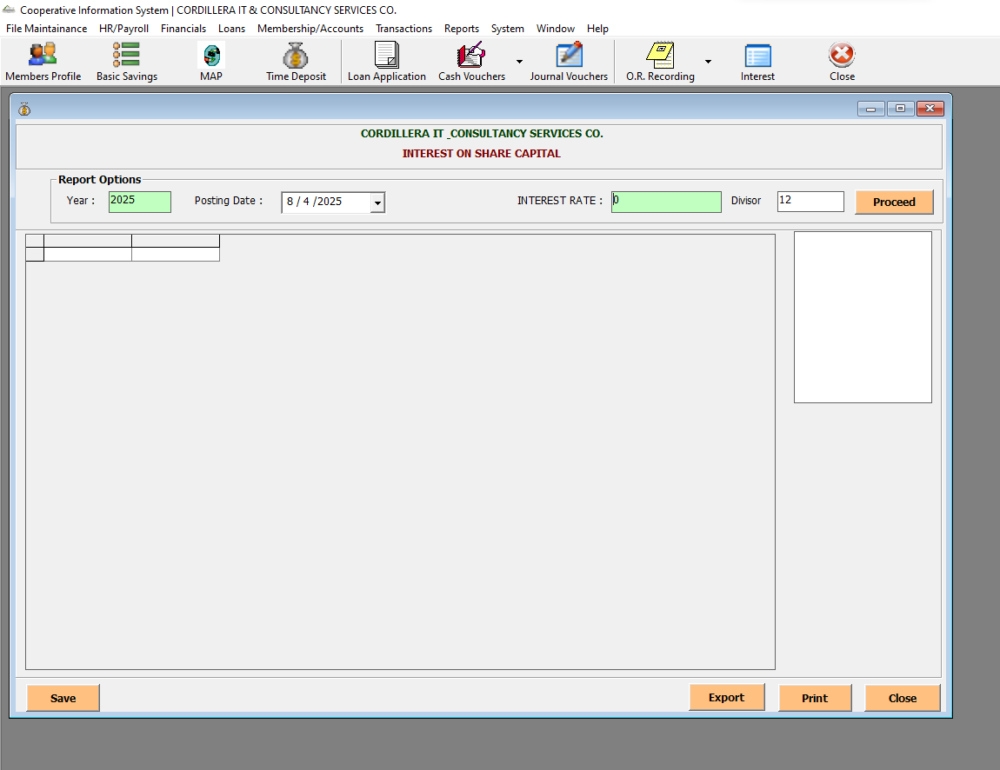 Cooperative Information System | CORDILLERA IT & CONSULTANCY SERVICES CO.
File Maintainance HR/Payroll Financials Loans Membership/Accounts Transactions Reports System Window Help
Members Profile Basic Savings MAP Time Deposit Loan Application Cash Vouchers Journal Vouchers O.R. Recording Interest Close
CORDILLERA IT _CONSULTANCY SERVICES CO.
INTEREST ON SHARE CAPITAL
Report Options
Year : 2025 Posting Date : 8 / 4 /2025 INTEREST RATE : 0 Divisor 12 Proceed
Save Export Print Close